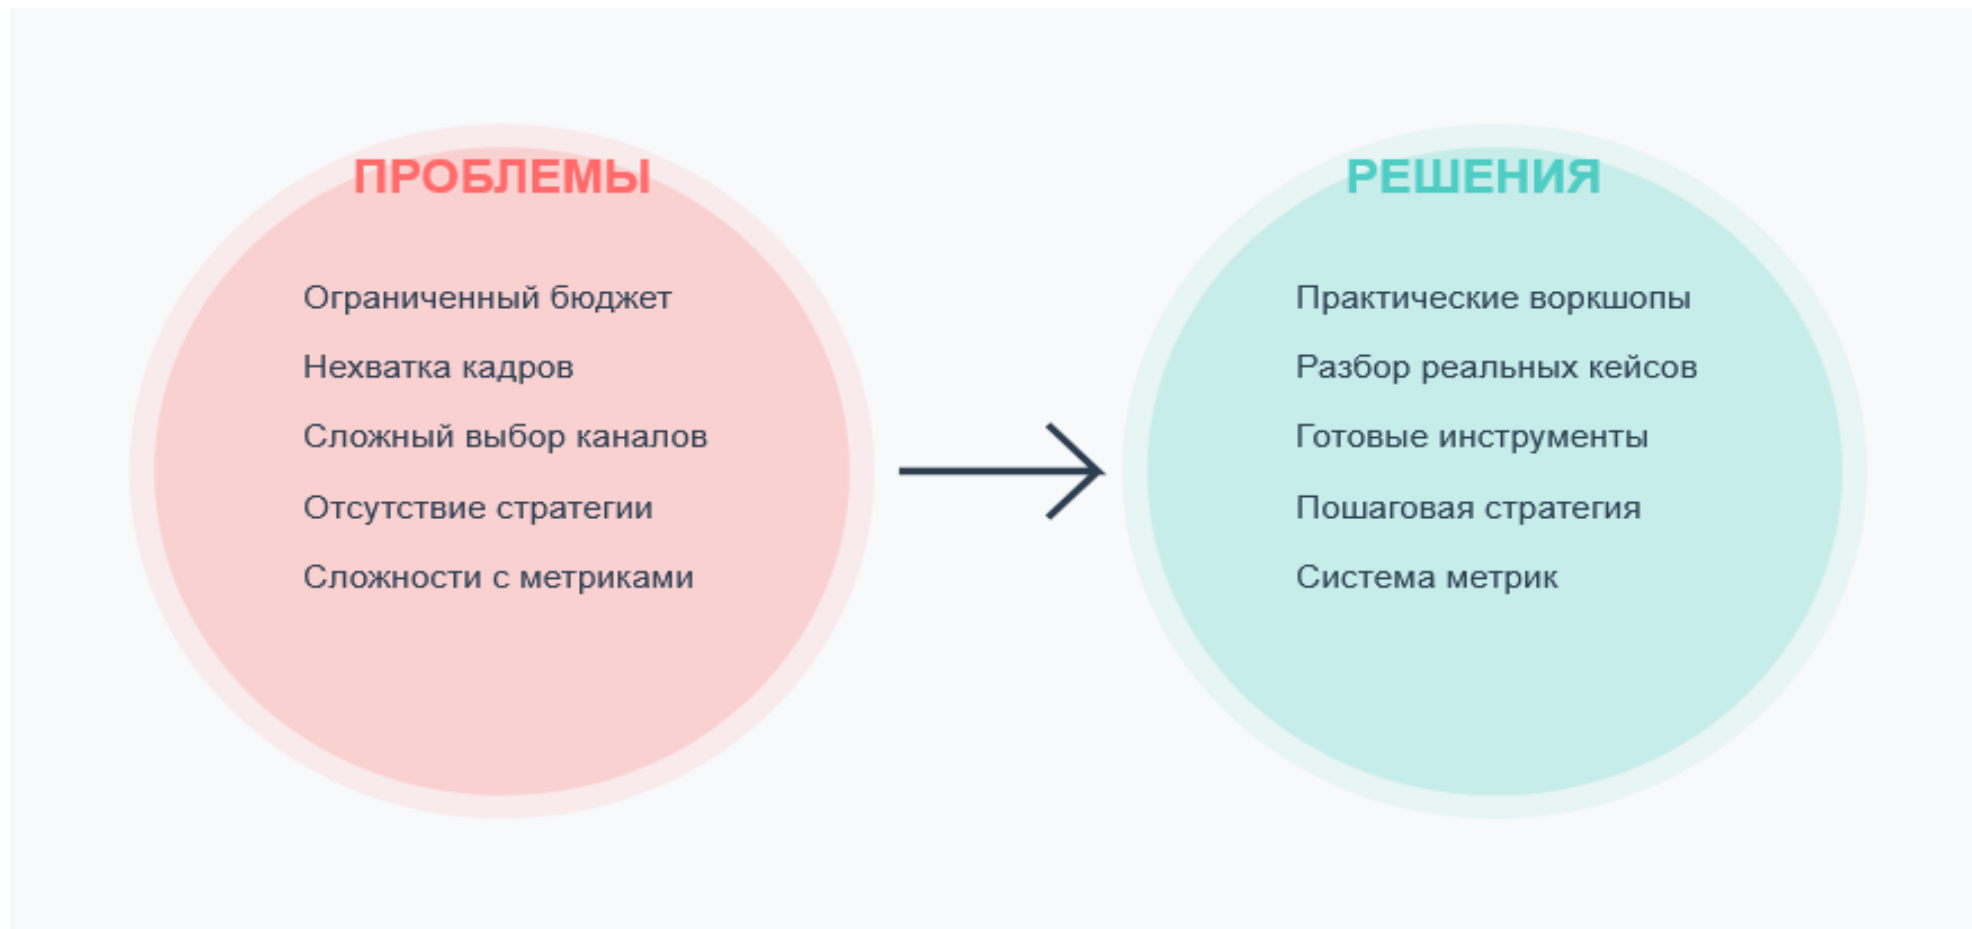 ПРОБЛЕМЫ
Ограниченный бюджет
Нехватка кадров
Сложный выбор каналов
Отсутствие стратегии
Сложности с метриками
РЕШЕНИЯ
Практические воркшопы
Разбор реальных кейсов
Готовые инструменты
Пошаговая стратегия
Система метрик